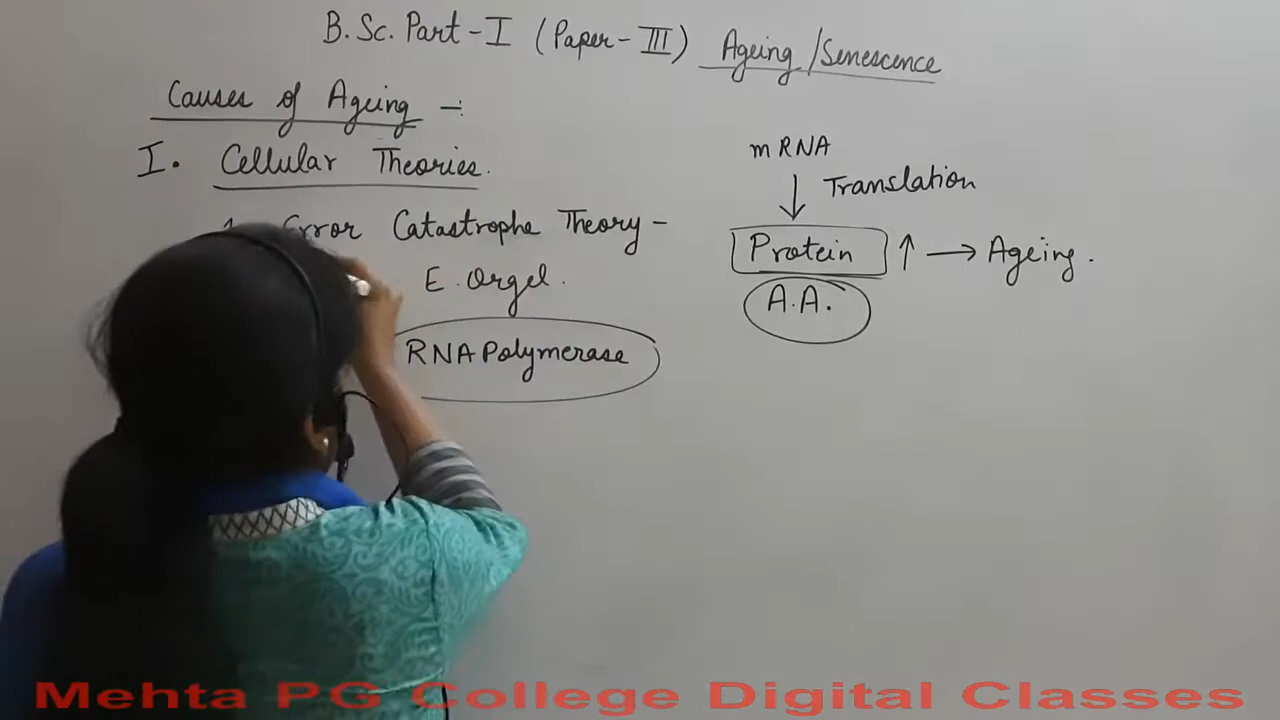 B.Sc. Part-I (Paper-III) Ageing/Senescence
Causes of Ageing -:
I. Cellular Theories.
Error Catastrophe Theory-
E. Orgel.
RNA Polymerase
mRNA
↓ Translation
Protein ↑ → Ageing.
A.A.
Mehta PG College Digital Classes